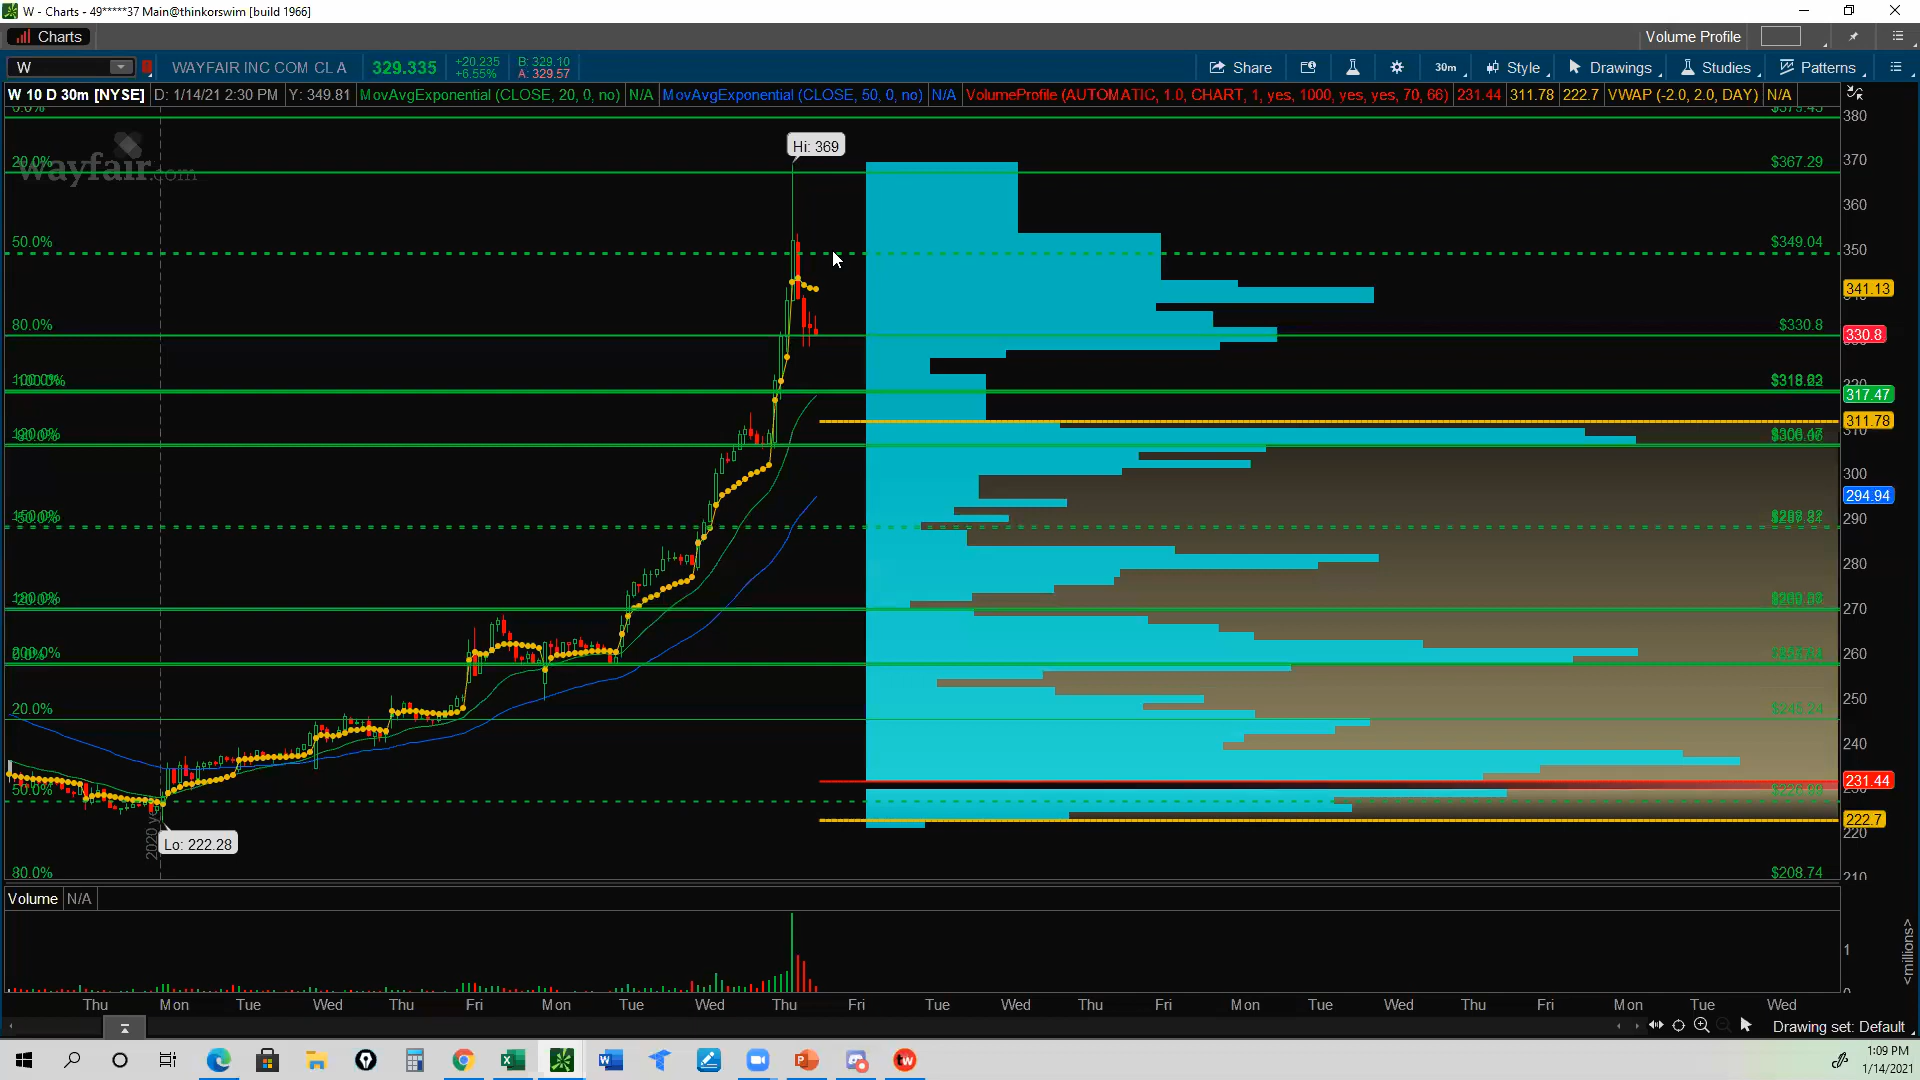 W - Charts - 49*****37 Main@thinkorswim [build 1966]
Charts
Volume Profile
W
WAYFAIR INC COM CL A
329.335
+20.235
+6.55%
B: 329.10
A: 329.57
Share
30m
Style
Drawings
Studies
Patterns
W 10 D 30m [NYSE]
D: 1/14/21 2:30 PM
Y: 349.81
MovAvgExponential (CLOSE, 20, 0, no)
N/A
MovAvgExponential (CLOSE, 50, 0, no)
N/A
VolumeProfile (AUTOMATIC, 1.0, CHART, 1, yes, 1000, yes, yes, 70, 66)
231.44
311.78
222.7
VWAP (-2.0, 2.0, DAY)
N/A
wayfair.com
Hi: 369
Lo: 222.28
20.0%
50.0%
80.0%
20.0%
50.0%
80.0%
$367.29
$349.04
$330.8
$245.24
$208.74
380
370
360
350
341.13
330.8
317.47
311.78
300
294.94
290
280
270
260
250
240
231.44
222.7
220
210
Volume
N/A
1
0
<millions>
Thu
Mon
Tue
Wed
Thu
Fri
Mon
Tue
Wed
Thu
Fri
Tue
Wed
Thu
Fri
Mon
Tue
Wed
Thu
Fri
Mon
Tue
Wed
Drawing set: Default
1:09 PM
1/14/2021